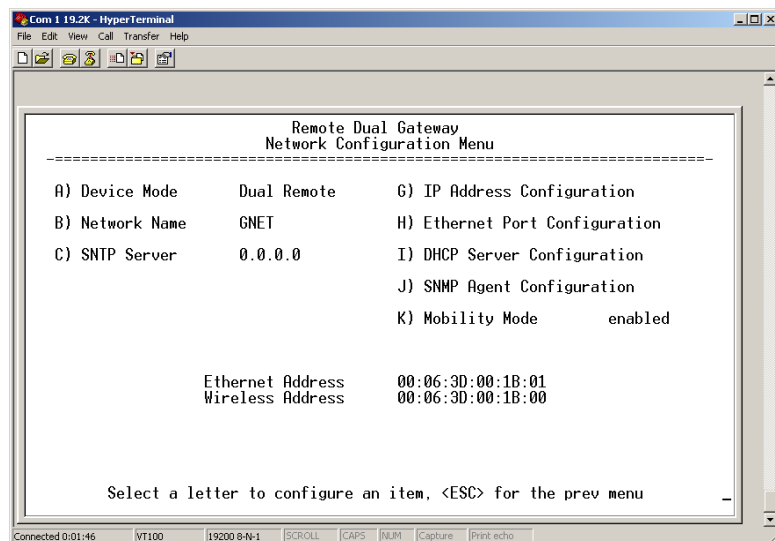 Com 1 19.2K - HyperTerminal
File Edit View Call Transfer Help
Remote Dual Gateway
Network Configuration Menu
-==========================================================================-
A) Device Mode Dual Remote G) IP Address Configuration
B) Network Name GNET H) Ethernet Port Configuration
C) SNTP Server 0.0.0.0 I) DHCP Server Configuration
J) SNMP Agent Configuration
K) Mobility Mode enabled
Ethernet Address 00:06:3D:00:1B:01
Wireless Address 00:06:3D:00:1B:00
Select a letter to configure an item, <ESC> for the prev menu _
Connected 0:01:46 VT100 19200 8-N-1 SCROLL CAPS NUM Capture Print echo